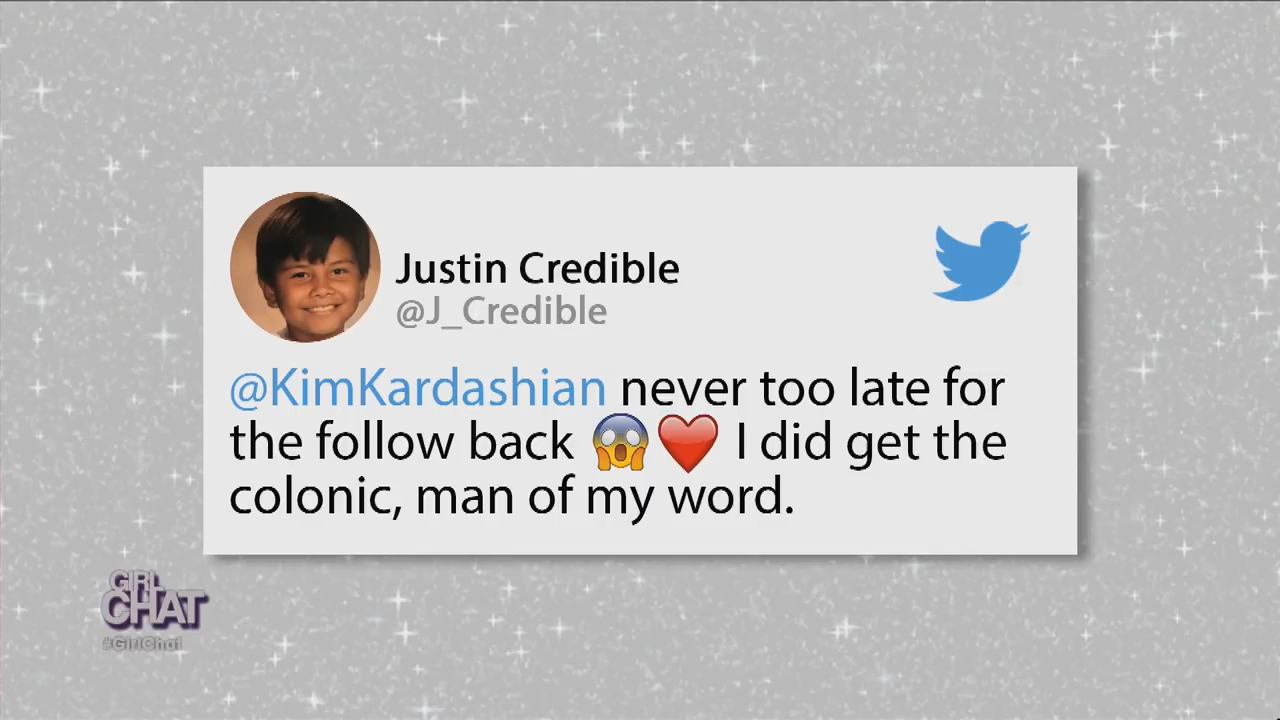 Justin Credible
@J_Credible
@KimKardashian never too late for
the follow back 😱❤️ I did get the
colonic, man of my word.
GIRL
CHAT
#GirlChat